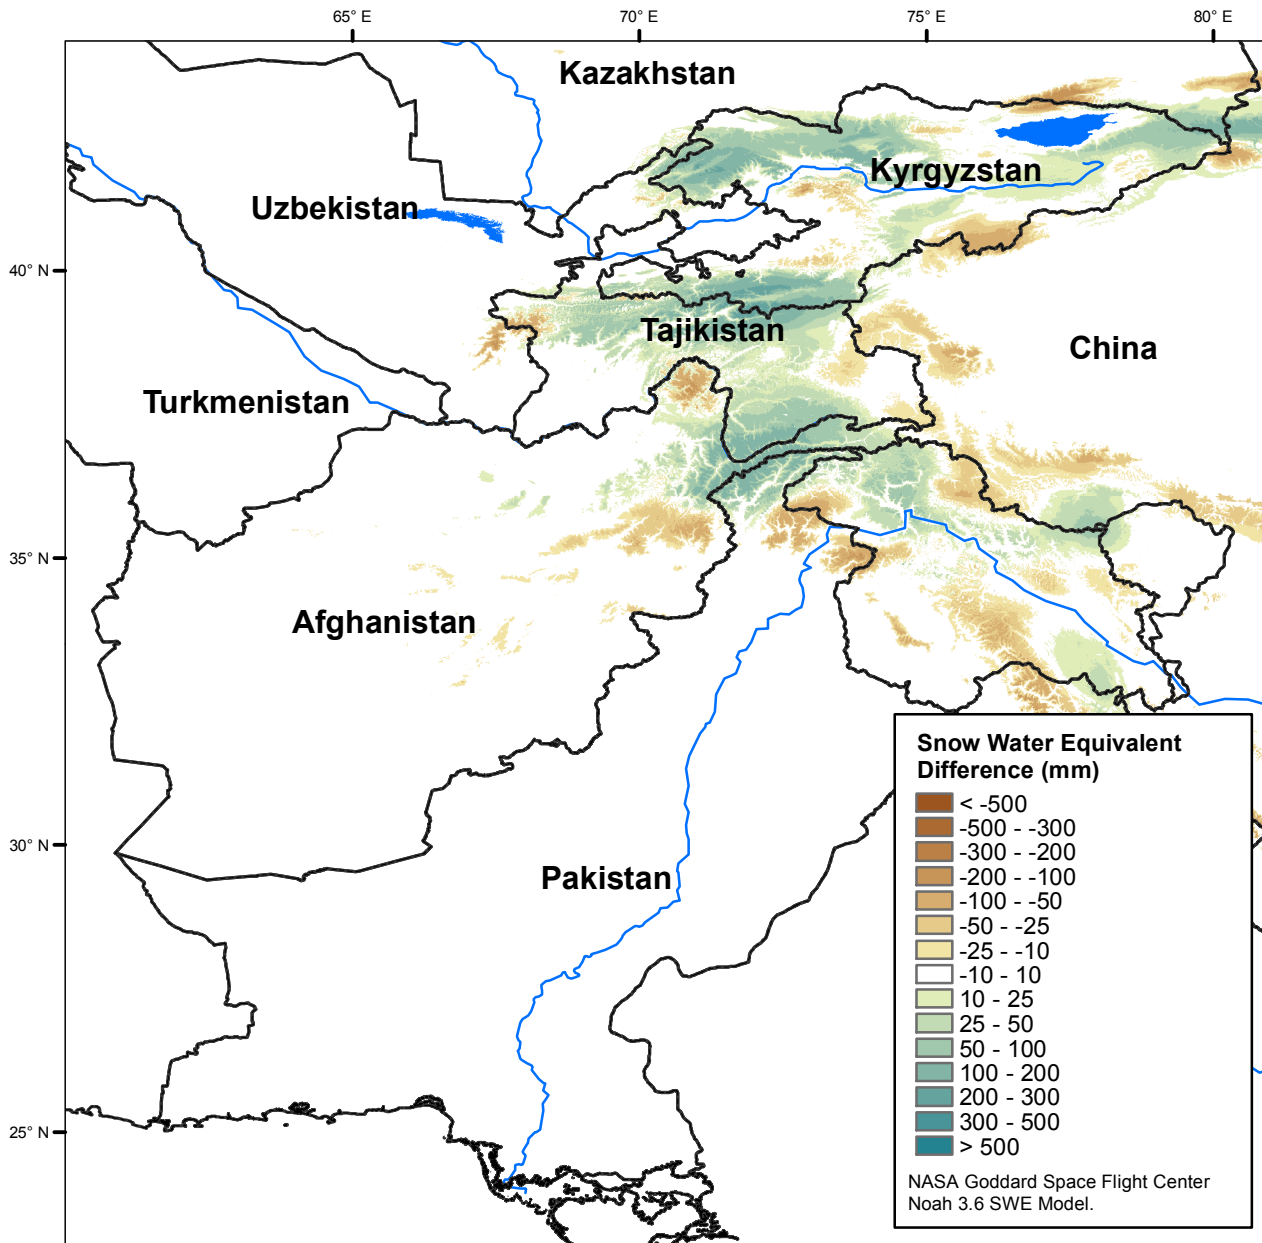 65° E
70° E
75° E
80° E
Kazakhstan
Kyrgyzstan
Uzbekistan
40° N
Tajikistan
China
Turkmenistan
35° N
Afghanistan
30° N
Pakistan
25° N
Snow Water Equivalent
Difference (mm)
< -500
-500 - -300
-300 - -200
-200 - -100
-100 - -50
-50 - -25
-25 - -10
-10 - 10
10 - 25
25 - 50
50 - 100
100 - 200
200 - 300
300 - 500
> 500
NASA Goddard Space Flight Center
Noah 3.6 SWE Model.